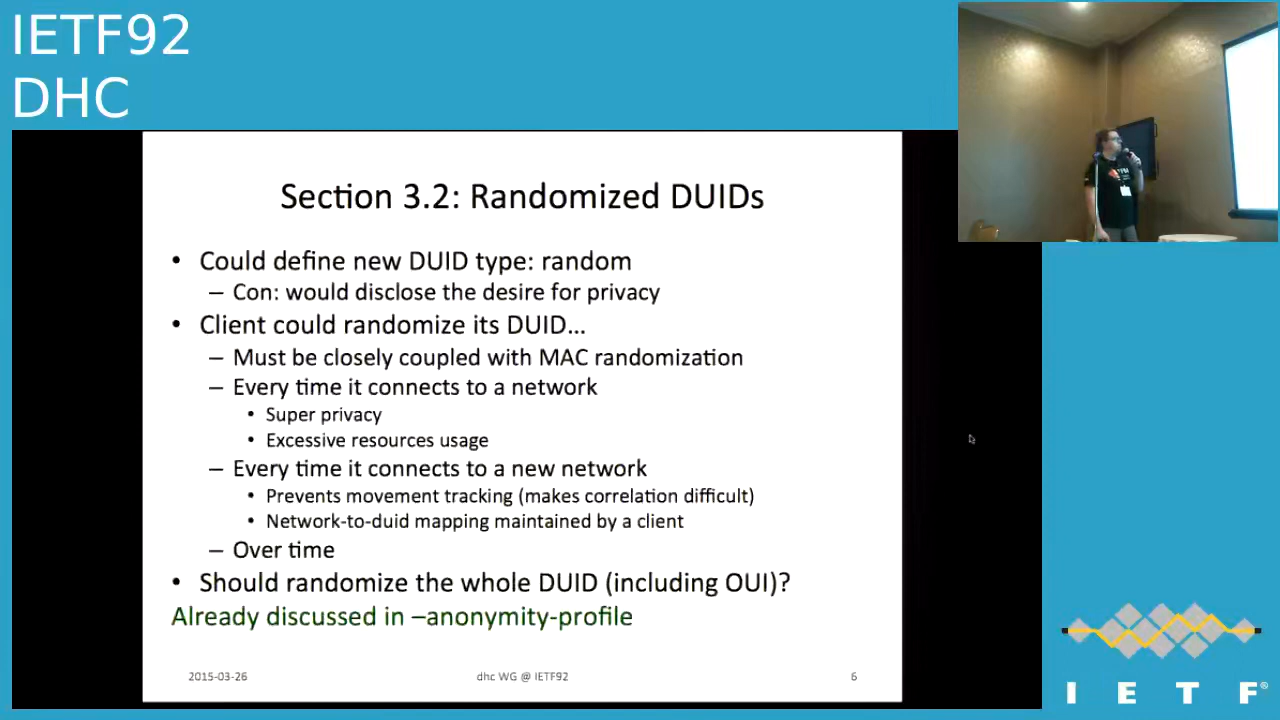 IETF92
DHC
Section 3.2: Randomized DUIDs
• Could define new DUID type: random
– Con: would disclose the desire for privacy
• Client could randomize its DUID…
– Must be closely coupled with MAC randomization
– Every time it connects to a network
• Super privacy
• Excessive resources usage
– Every time it connects to a new network
• Prevents movement tracking (makes correlation difficult)
• Network-to-duid mapping maintained by a client
– Over time
• Should randomize the whole DUID (including OUI)?
Already discussed in –anonymity-profile
2015-03-26
dhc WG @ IETF92
6
I E T F®